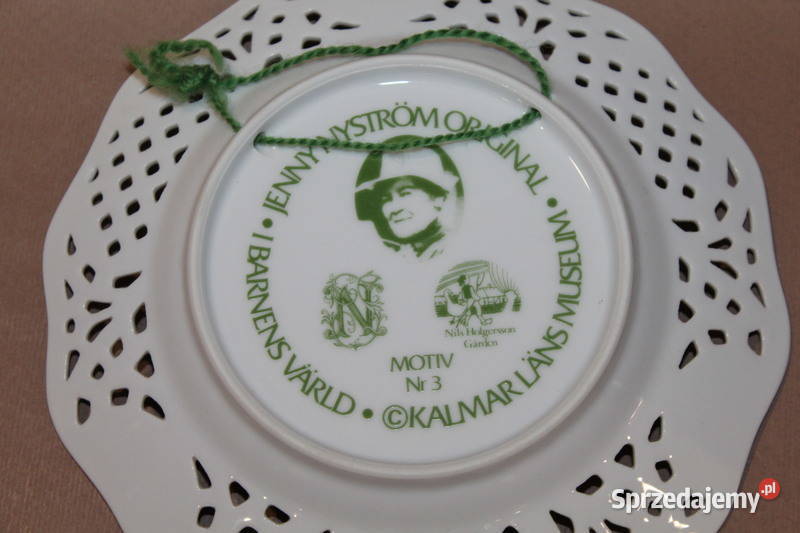 JENNY NYSTRÖM ORIGINAL • I BARNENS VÄRLD • ©KALMAR LÄNS MUSEUM •
N
Nils Holgersson
Gården
MOTIV
Nr 3
Sprzedajemy.pl